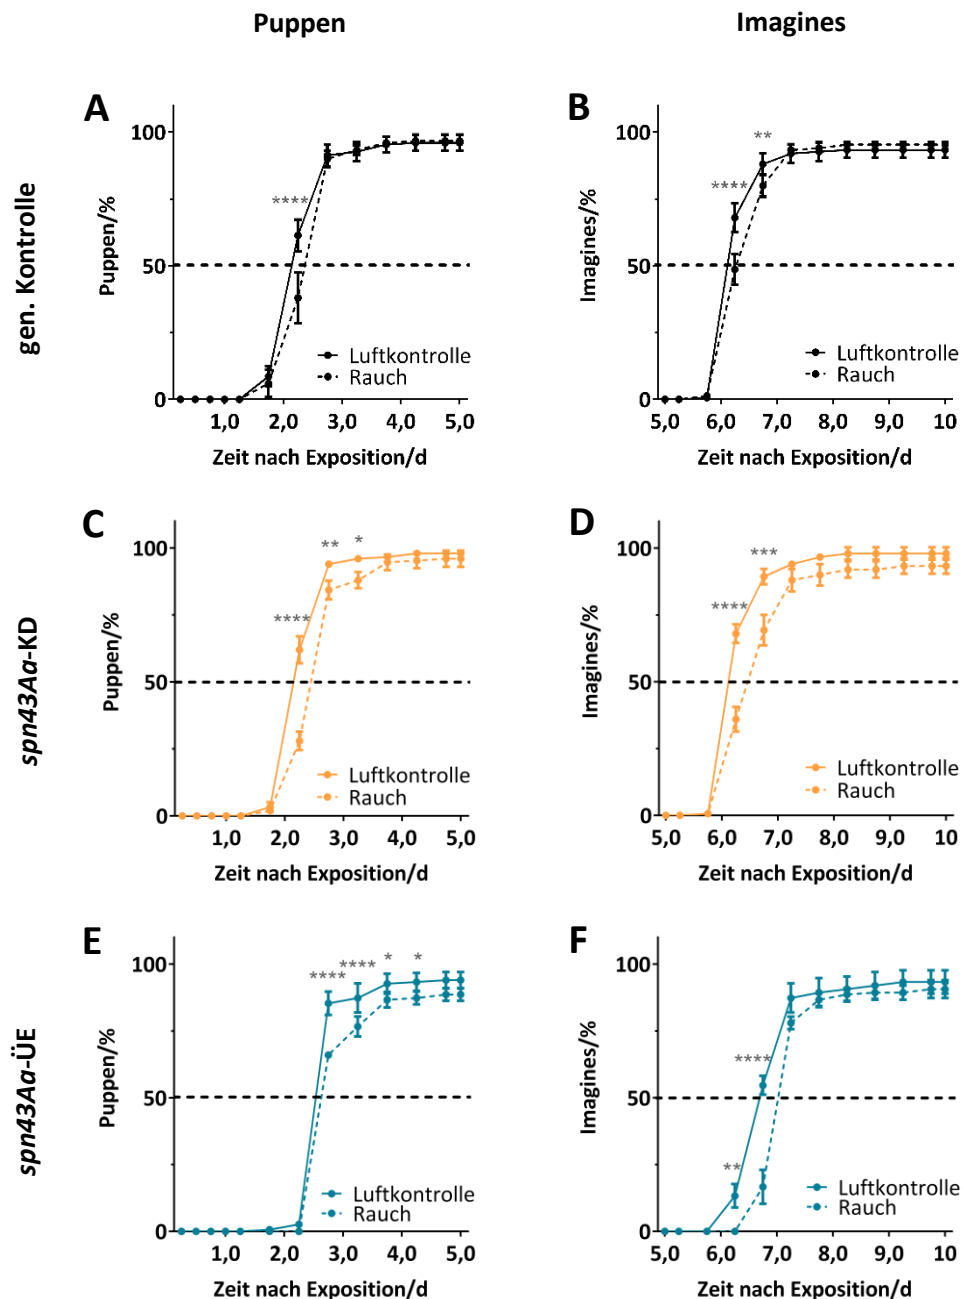 Puppen
Imagines
gen. Kontrolle
A
100
50
0
Puppen/%
****
Luftkontrolle
Rauch
1,0 2,0 3,0 4,0 5,0
Zeit nach Exposition/d
B
100
50
0
Imagines/%
****
**
Luftkontrolle
Rauch
5,0 6,0 7,0 8,0 9,0 10
Zeit nach Exposition/d
spn43Aa-KD
C
100
50
0
Puppen/%
****
**
*
Luftkontrolle
Rauch
1,0 2,0 3,0 4,0 5,0
Zeit nach Exposition/d
D
100
50
0
Imagines/%
****
***
Luftkontrolle
Rauch
5,0 6,0 7,0 8,0 9,0 10
Zeit nach Exposition/d
spn43Aa-ÜE
E
100
50
0
Puppen/%
****
****
*
*
Luftkontrolle
Rauch
1,0 2,0 3,0 4,0 5,0
Zeit nach Exposition/d
F
100
50
0
Imagines/%
**
****
Luftkontrolle
Rauch
5,0 6,0 7,0 8,0 9,0 10
Zeit nach Exposition/d